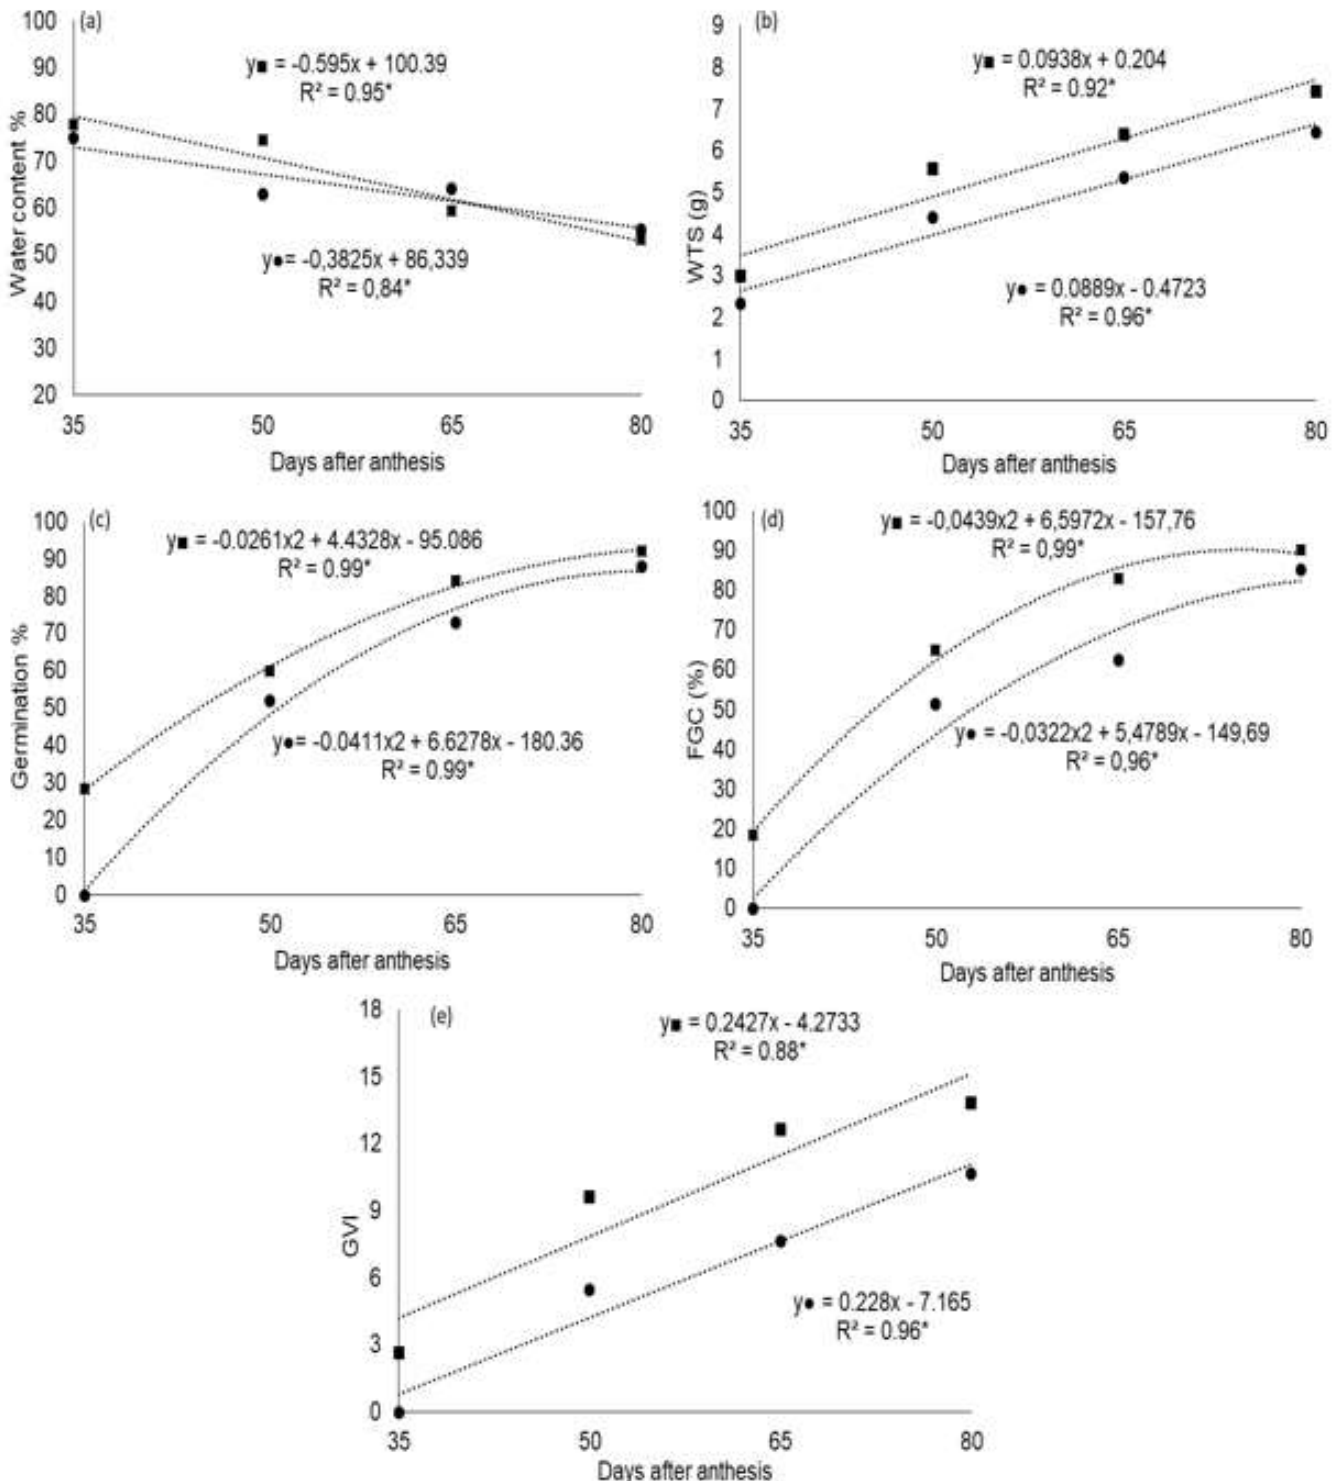 (a)
100
90
80
70
60
50
40
30
20
Water content %
y■ = -0.595x + 100.39
R² = 0.95*
y● = -0,3825x + 86,339
R² = 0,84*
35 50 65 80
Days after anthesis
(b)
9
8
7
6
5
4
3
2
1
0
WTS (g)
y■ = 0.0938x + 0.204
R² = 0.92*
y● = 0.0889x - 0.4723
R² = 0.96*
35 50 65 80
Days after anthesis
(c)
100
90
80
70
60
50
40
30
20
10
0
Germination %
y■ = -0.0261x2 + 4.4328x - 95.086
R² = 0.99*
y● = -0.0411x2 + 6.6278x - 180.36
R² = 0.99*
35 50 65 80
Days after anthesis
(d)
100
90
80
70
60
50
40
30
20
10
0
FGC (%)
y■ = -0,0439x2 + 6,5972x - 157,76
R² = 0,99*
y● = -0,0322x2 + 5,4789x - 149,69
R² = 0,96*
35 50 65 80
Days after anthesis
(e)
18
15
12
9
6
3
0
GVI
y■ = 0.2427x - 4.2733
R² = 0.88*
y● = 0.228x - 7.165
R² = 0.96*
35 50 65 80
Days after anthesis